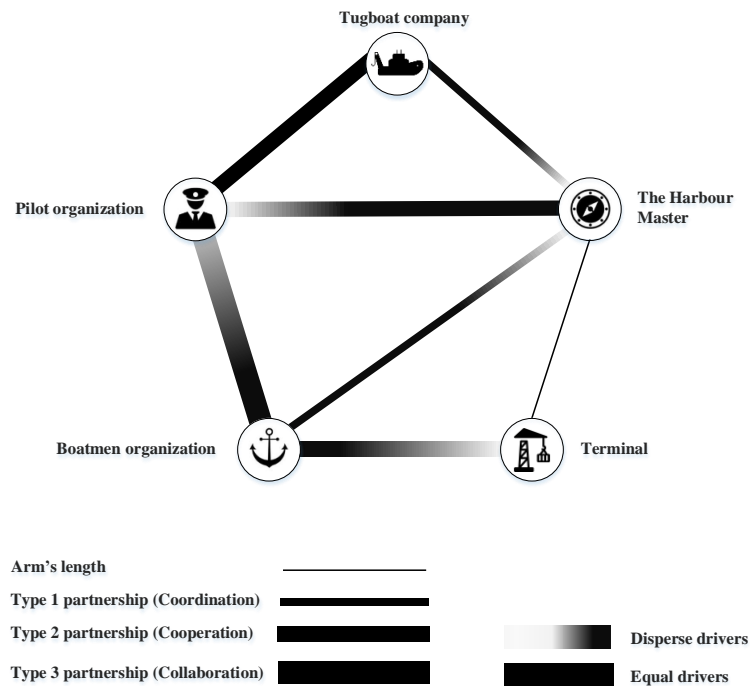 Tugboat company
Pilot organization
The Harbour
Master
Boatmen organization
Terminal
Arm's length
Type 1 partnership (Coordination)
Type 2 partnership (Cooperation)
Disperse drivers
Type 3 partnership (Collaboration)
Equal drivers